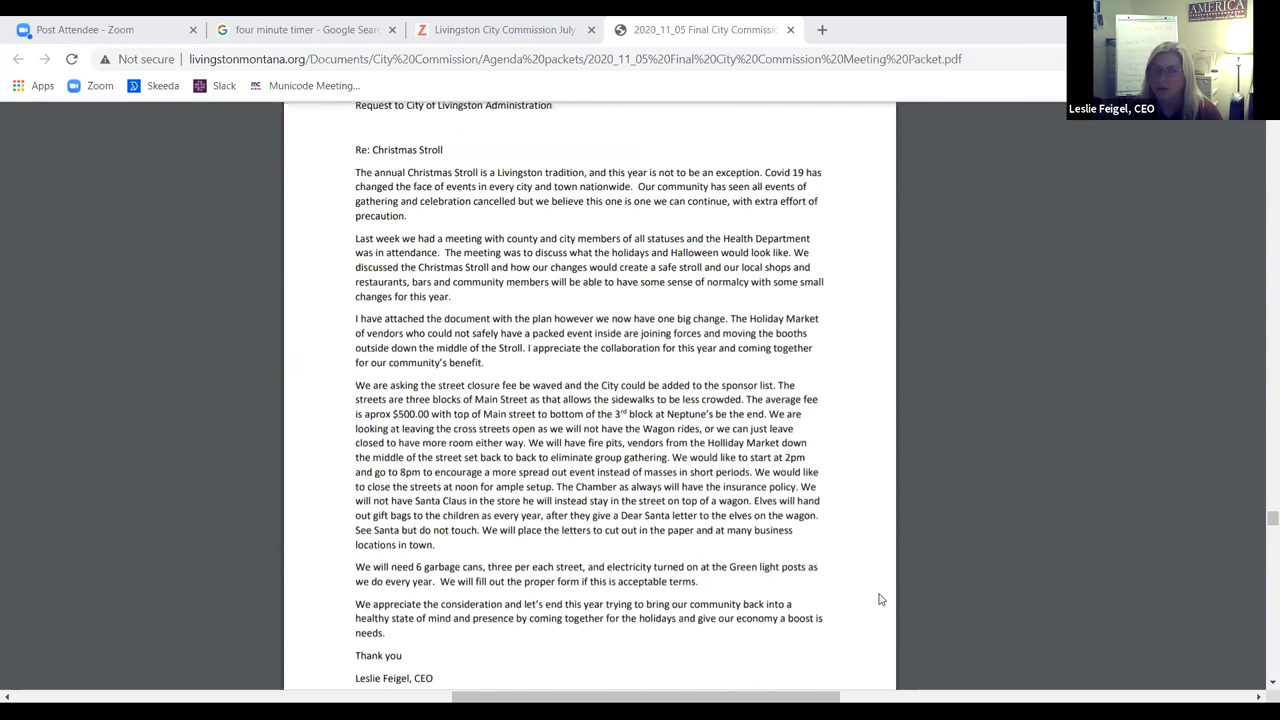 Post Attendee - Zoom
four minute timer - Google Sear
Livingston City Commission July
2020_11_05 Final City Commissic
Not secure | livingstonmontana.org/Documents/City%20Commission/Agenda%20packets/2020_11_05%20Final%20City%20Commission%20Meeting%20Packet.pdf
Apps Zoom Skeeda Slack Municode Meeting...
AMERICA
Leslie Feigel, CEO
Request to City of Livingston Administration
Re: Christmas Stroll
The annual Christmas Stroll is a Livingston tradition, and this year is not to be an exception. Covid 19 has
changed the face of events in every city and town nationwide. Our community has seen all events of
gathering and celebration cancelled but we believe this one is one we can continue, with extra effort of
precaution.
Last week we had a meeting with county and city members of all statuses and the Health Department
was in attendance. The meeting was to discuss what the holidays and Halloween would look like. We
discussed the Christmas Stroll and how our changes would create a safe stroll and our local shops and
restaurants, bars and community members will be able to have some sense of normalcy with some small
changes for this year.
I have attached the document with the plan however we now have one big change. The Holiday Market
of vendors who could not safely have a packed event inside are joining forces and moving the booths
outside down the middle of the Stroll. I appreciate the collaboration for this year and coming together
for our community's benefit.
We are asking the street closure fee be waved and the City could be added to the sponsor list. The
streets are three blocks of Main Street as that allows the sidewalks to be less crowded. The average fee
is aprox $500.00 with top of Main street to bottom of the 3rd block at Neptune's be the end. We are
looking at leaving the cross streets open as we will not have the Wagon rides, or we can just leave
closed to have more room either way. We will have fire pits, vendors from the Holliday Market down
the middle of the street set back to back to eliminate group gathering. We would like to start at 2pm
and go to 8pm to encourage a more spread out event instead of masses in short periods. We would like
to close the streets at noon for ample setup. The Chamber as always will have the insurance policy. We
will not have Santa Claus in the store he will instead stay in the street on top of a wagon. Elves will hand
out gift bags to the children as every year, after they give a Dear Santa letter to the elves on the wagon.
See Santa but do not touch. We will place the letters to cut out in the paper and at many business
locations in town.
We will need 6 garbage cans, three per each street, and electricity turned on at the Green light posts as
we do every year. We will fill out the proper form if this is acceptable terms.
We appreciate the consideration and let's end this year trying to bring our community back into a
healthy state of mind and presence by coming together for the holidays and give our economy a boost is
needs.
Thank you
Leslie Feigel, CEO